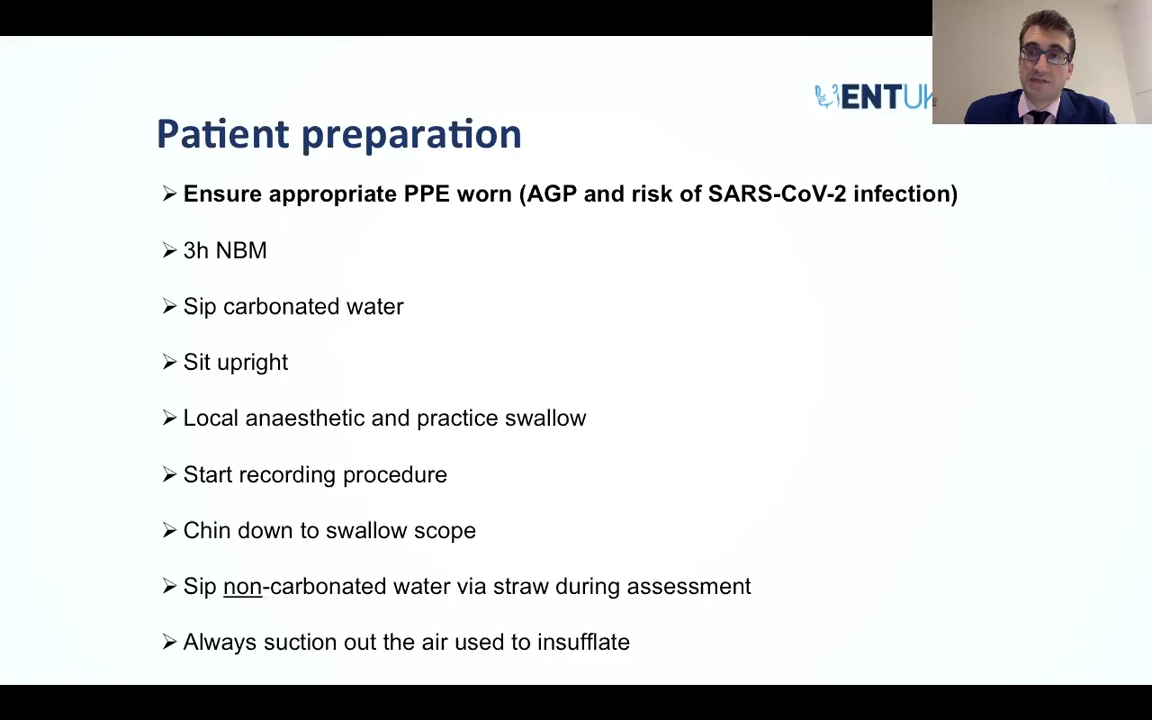 ENTUK
Patient preparation
➢ Ensure appropriate PPE worn (AGP and risk of SARS-CoV-2 infection)
➢ 3h NBM
➢ Sip carbonated water
➢ Sit upright
➢ Local anaesthetic and practice swallow
➢ Start recording procedure
➢ Chin down to swallow scope
➢ Sip non-carbonated water via straw during assessment
➢ Always suction out the air used to insufflate